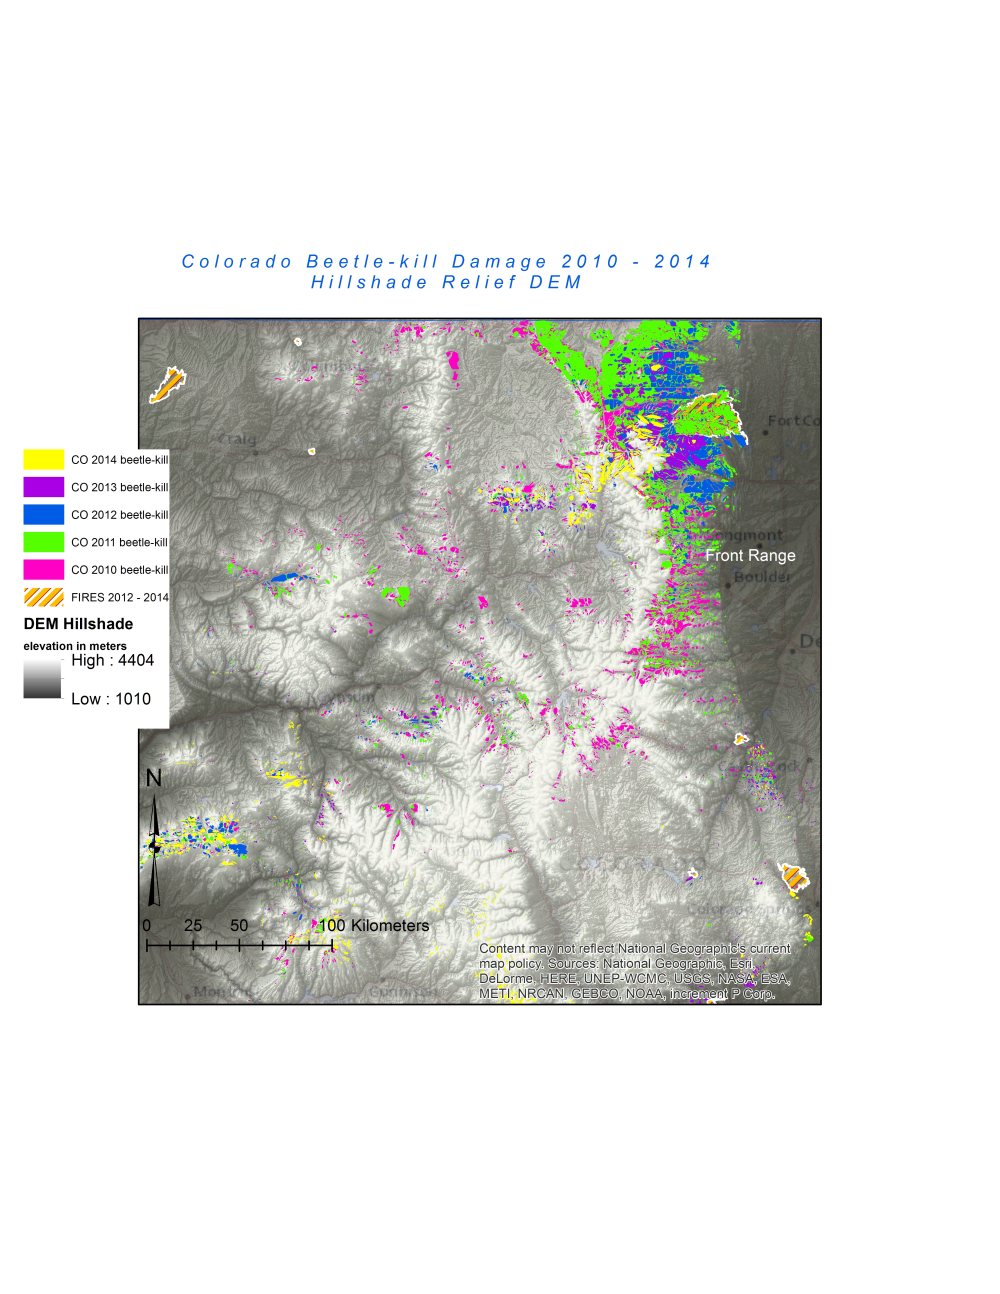 Colorado Beetle-kill Damage 2010 - 2014
Hillshade Relief DEM
Craig
Fort Co
CO 2014 beetle-kill
CO 2013 beetle-kill
CO 2012 beetle-kill
CO 2011 beetle-kill
CO 2010 beetle-kill
FIRES 2012 - 2014
DEM Hillshade
elevation in meters
High : 4404
Low : 1010
ongmont
Front Range
Boulder
De
N
0 25 50 100 Kilometers
Content may not reflect National Geographic's current
map policy. Sources: National Geographic, Esri,
DeLorme, HERE, UNEP-WCMC, USGS, NASA, ESA,
METI, NRCAN, GEBCO, NOAA, increment P Corp.